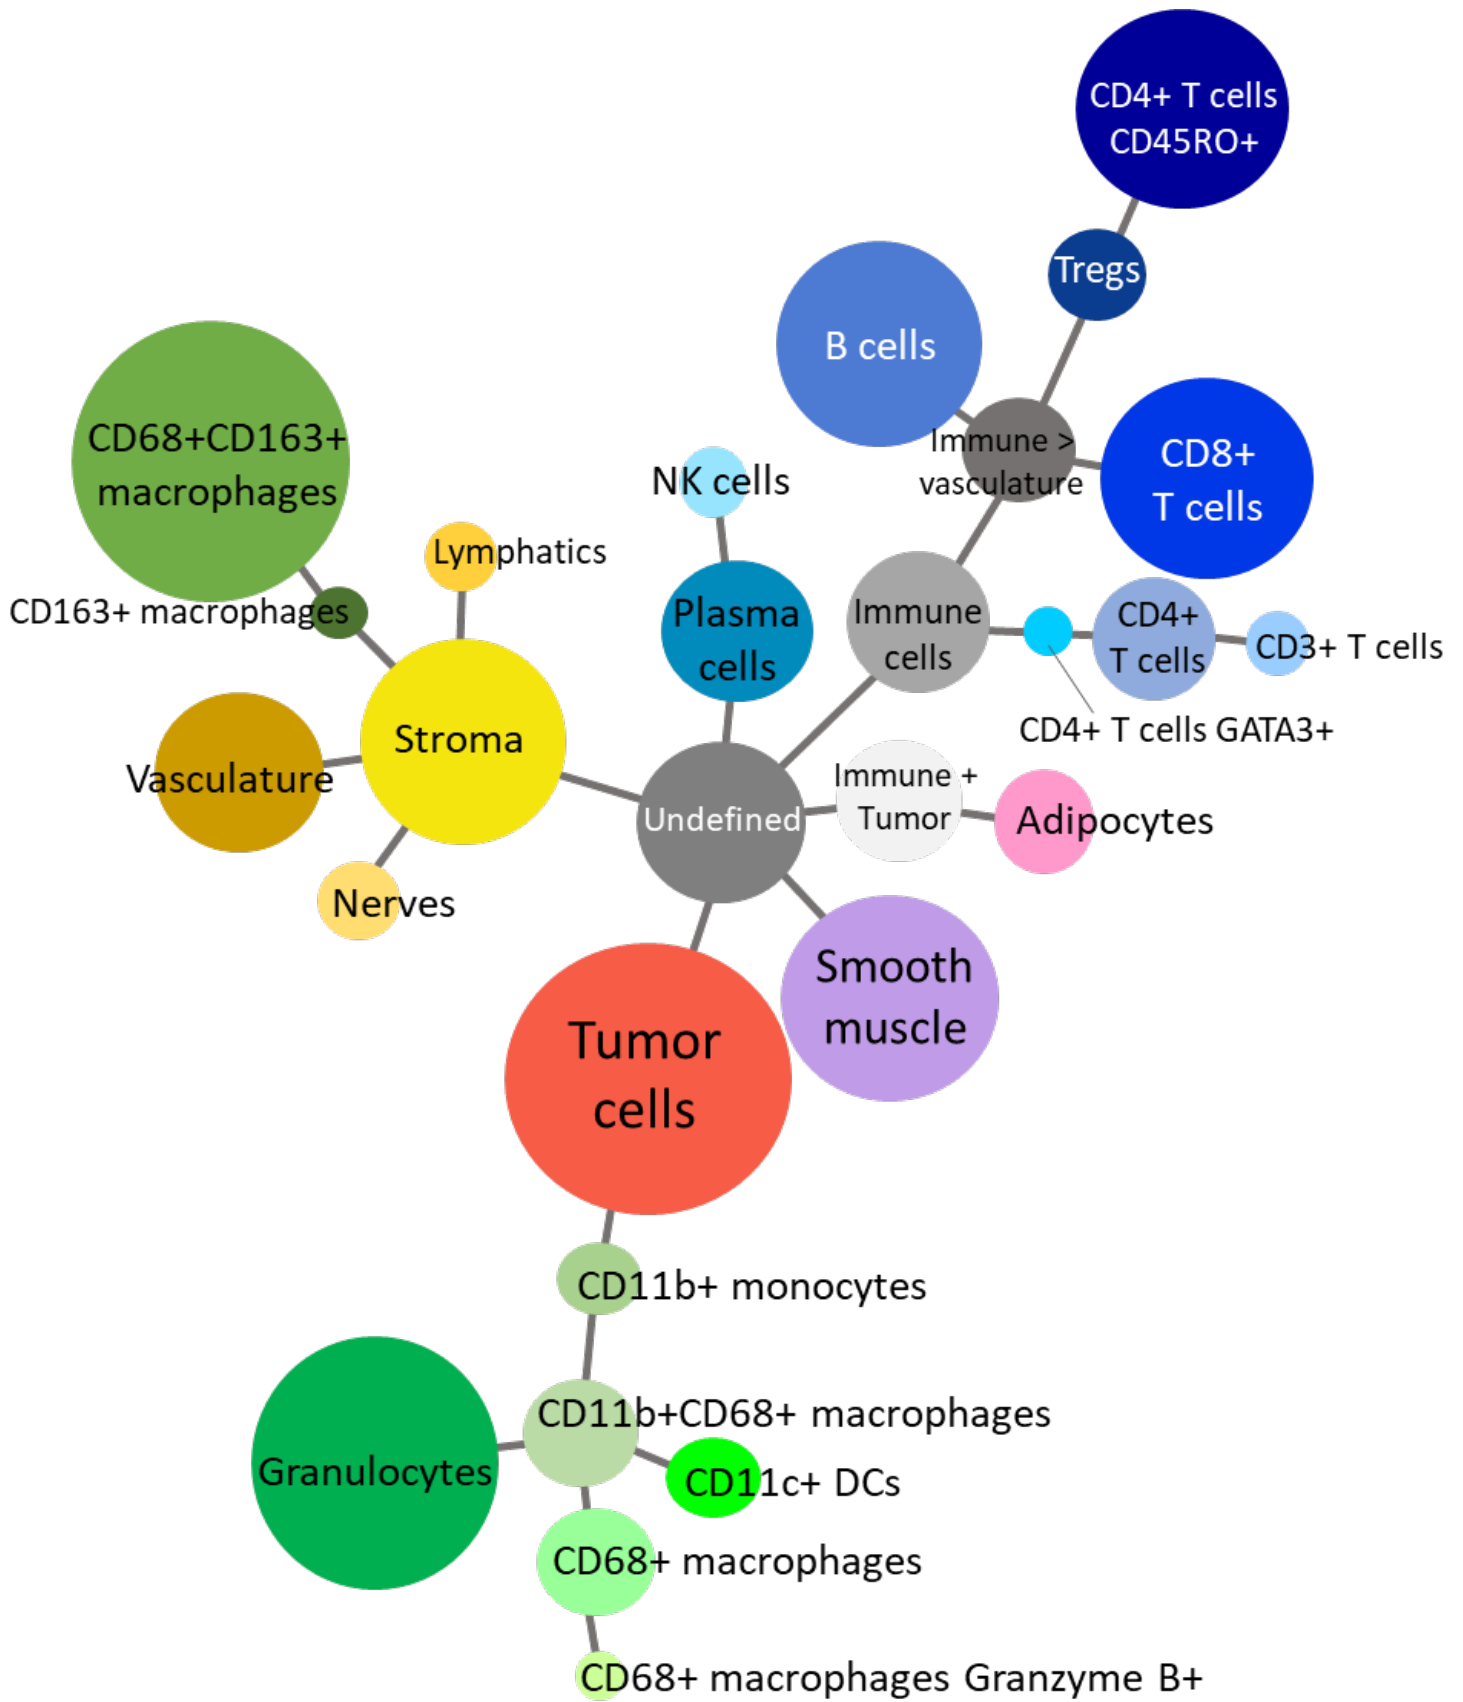 CD4+ T cells
CD45RO+
Tregs
B cells
CD68+CD163+
macrophages
Immune >
vasculature
CD8+
T cells
NK cells
Lymphatics
CD163+ macrophages
Plasma
cells
Immune
cells
CD4+
T cells
CD3+ T cells
CD4+ T cells GATA3+
Stroma
Vasculature
Undefined
Immune +
Tumor
Adipocytes
Nerves
Smooth
muscle
Tumor
cells
CD11b+ monocytes
CD11b+CD68+ macrophages
Granulocytes
CD11c+ DCs
CD68+ macrophages
CD68+ macrophages Granzyme B+